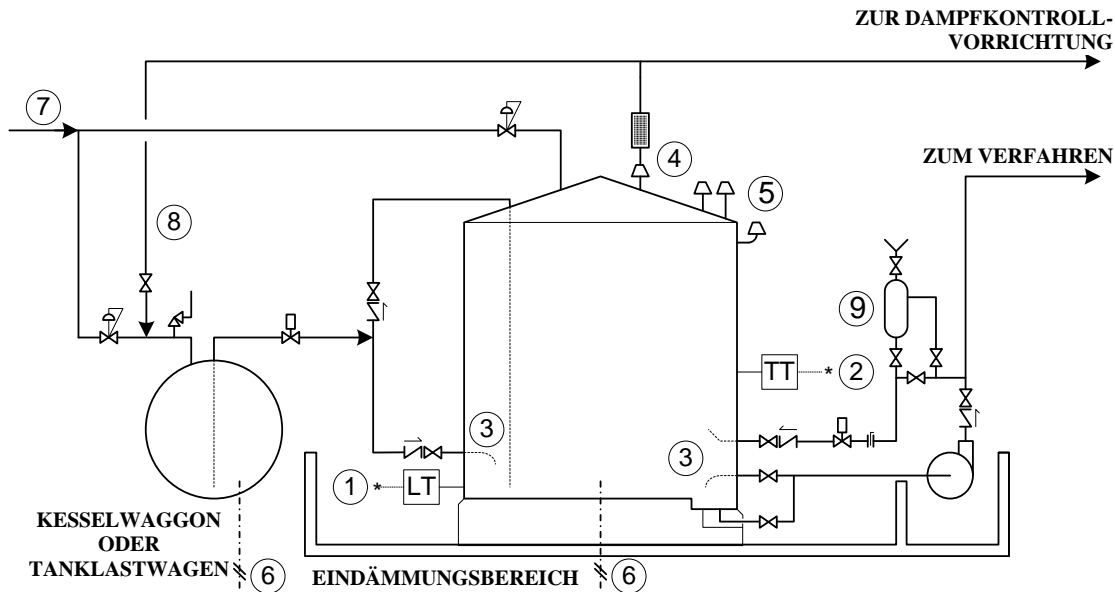 ZUR DAMPFKONTROLL-
VORRICHTUNG
7
4
ZUM VERFAHREN
5
8
9
TT
*
2
3
3
1
*
LT
KESSELWAGGON
ODER
TANKLASTWAGEN
6
EINDÄMMUNGSBEREICH
6